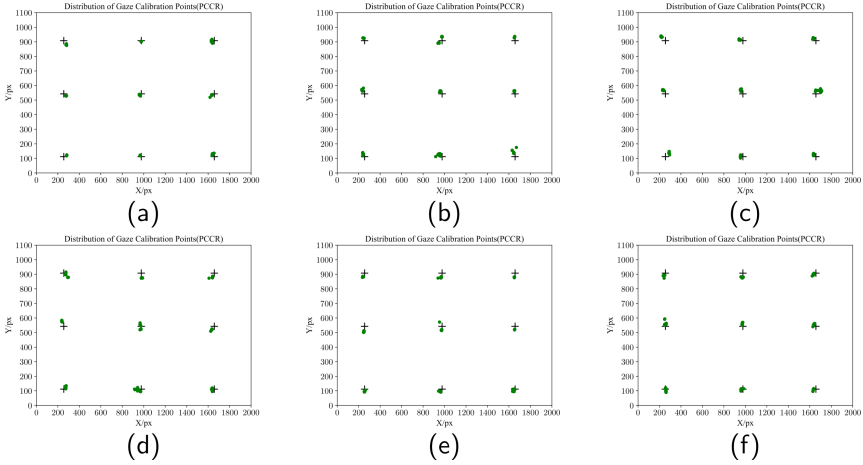 Distribution of Gaze Calibration Points(PCCR) Distribution of Gaze Calibration Points(PCCR) Distribution of Gaze Calibration Points(PCCR)
1100 1100 1100
1000 1000 1000
900 900 900
800 800 800
700 700 700
600 600 600
Y/px Y/px Y/px
500 500 500
400 400 400
300 300 300
200 200 200
100 100 100
0 0 0
0 200 400 600 800 1000 1200 1400 1600 1800 2000 0 200 400 600 800 1000 1200 1400 1600 1800 2000 0 200 400 600 800 1000 1200 1400 1600 1800 2000
X/px X/px X/px
(a) (b) (c)
Distribution of Gaze Calibration Points(PCCR) Distribution of Gaze Calibration Points(PCCR) Distribution of Gaze Calibration Points(PCCR)
1100 1100 1100
1000 1000 1000
900 900 900
800 800 800
700 700 700
600 600 600
Y/px Y/px Y/px
500 500 500
400 400 400
300 300 300
200 200 200
100 100 100
0 0 0
0 200 400 600 800 1000 1200 1400 1600 1800 2000 0 200 400 600 800 1000 1200 1400 1600 1800 2000 0 200 400 600 800 1000 1200 1400 1600 1800 2000
X/px X/px X/px
(d) (e) (f)